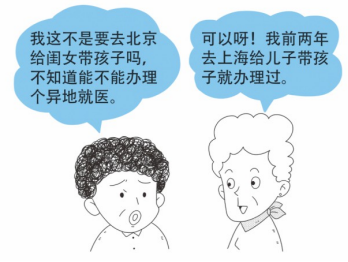 我这不是要去北京
给闺女带孩子吗，
不知道能不能办理
个异地就医。
可以呀！我前两年
去上海给儿子带孩
子就办理过。